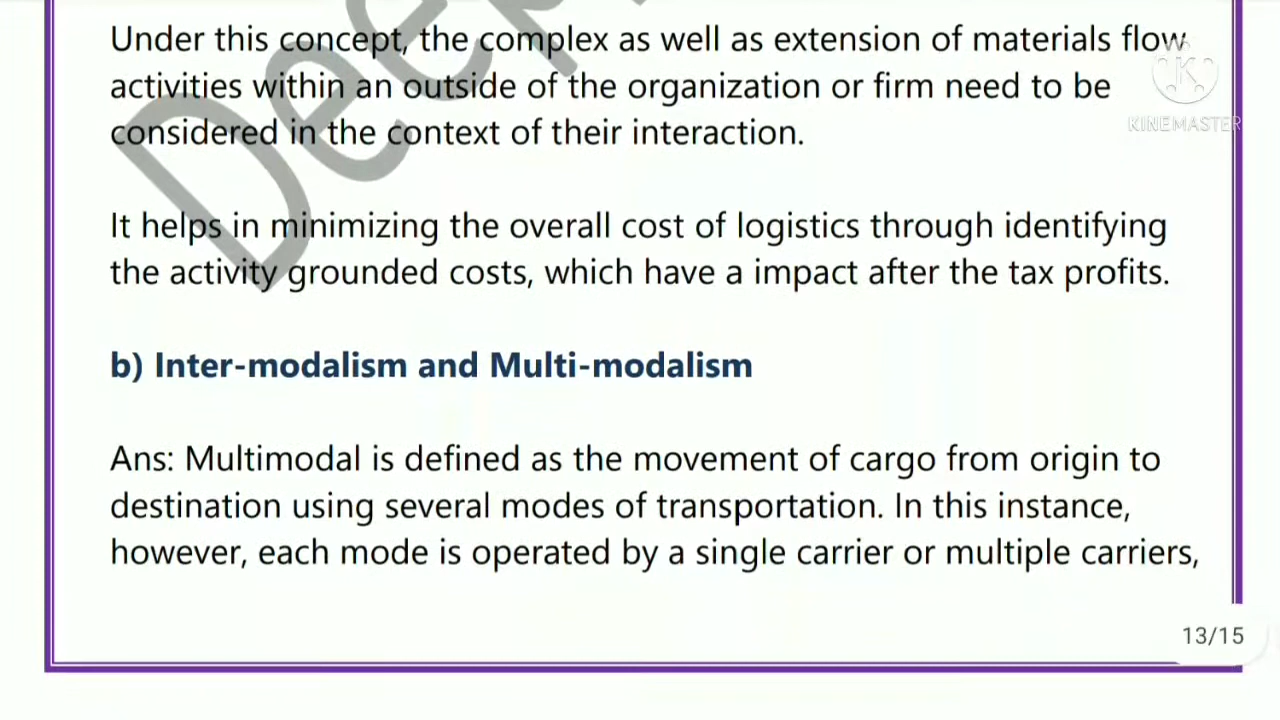 Under this concept, the complex as well as extension of materials flow
activities within an outside of the organization or firm need to be
considered in the context of their interaction.
It helps in minimizing the overall cost of logistics through identifying
the activity grounded costs, which have a impact after the tax profits.
b) Inter-modalism and Multi-modalism
Ans: Multimodal is defined as the movement of cargo from origin to
destination using several modes of transportation. In this instance,
however, each mode is operated by a single carrier or multiple carriers,
13/15
K
KINEMASTER